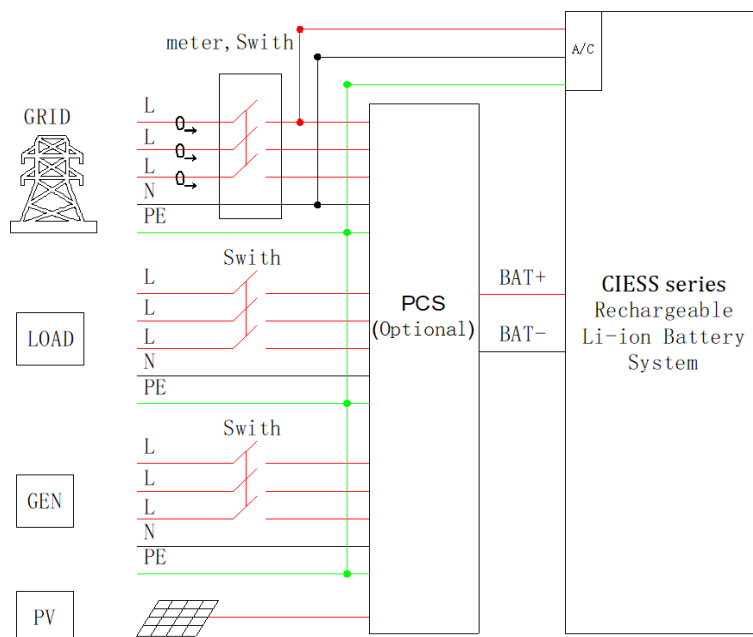 meter,Swith
A/C
GRID
L
L
L
N
PE
Swith
L
L
L
N
PE
LOAD
PCS
(Optional)
BAT+
BAT-
CIESS series
Rechargeable
Li-ion Battery
System
Swith
L
L
L
N
PE
GEN
PV